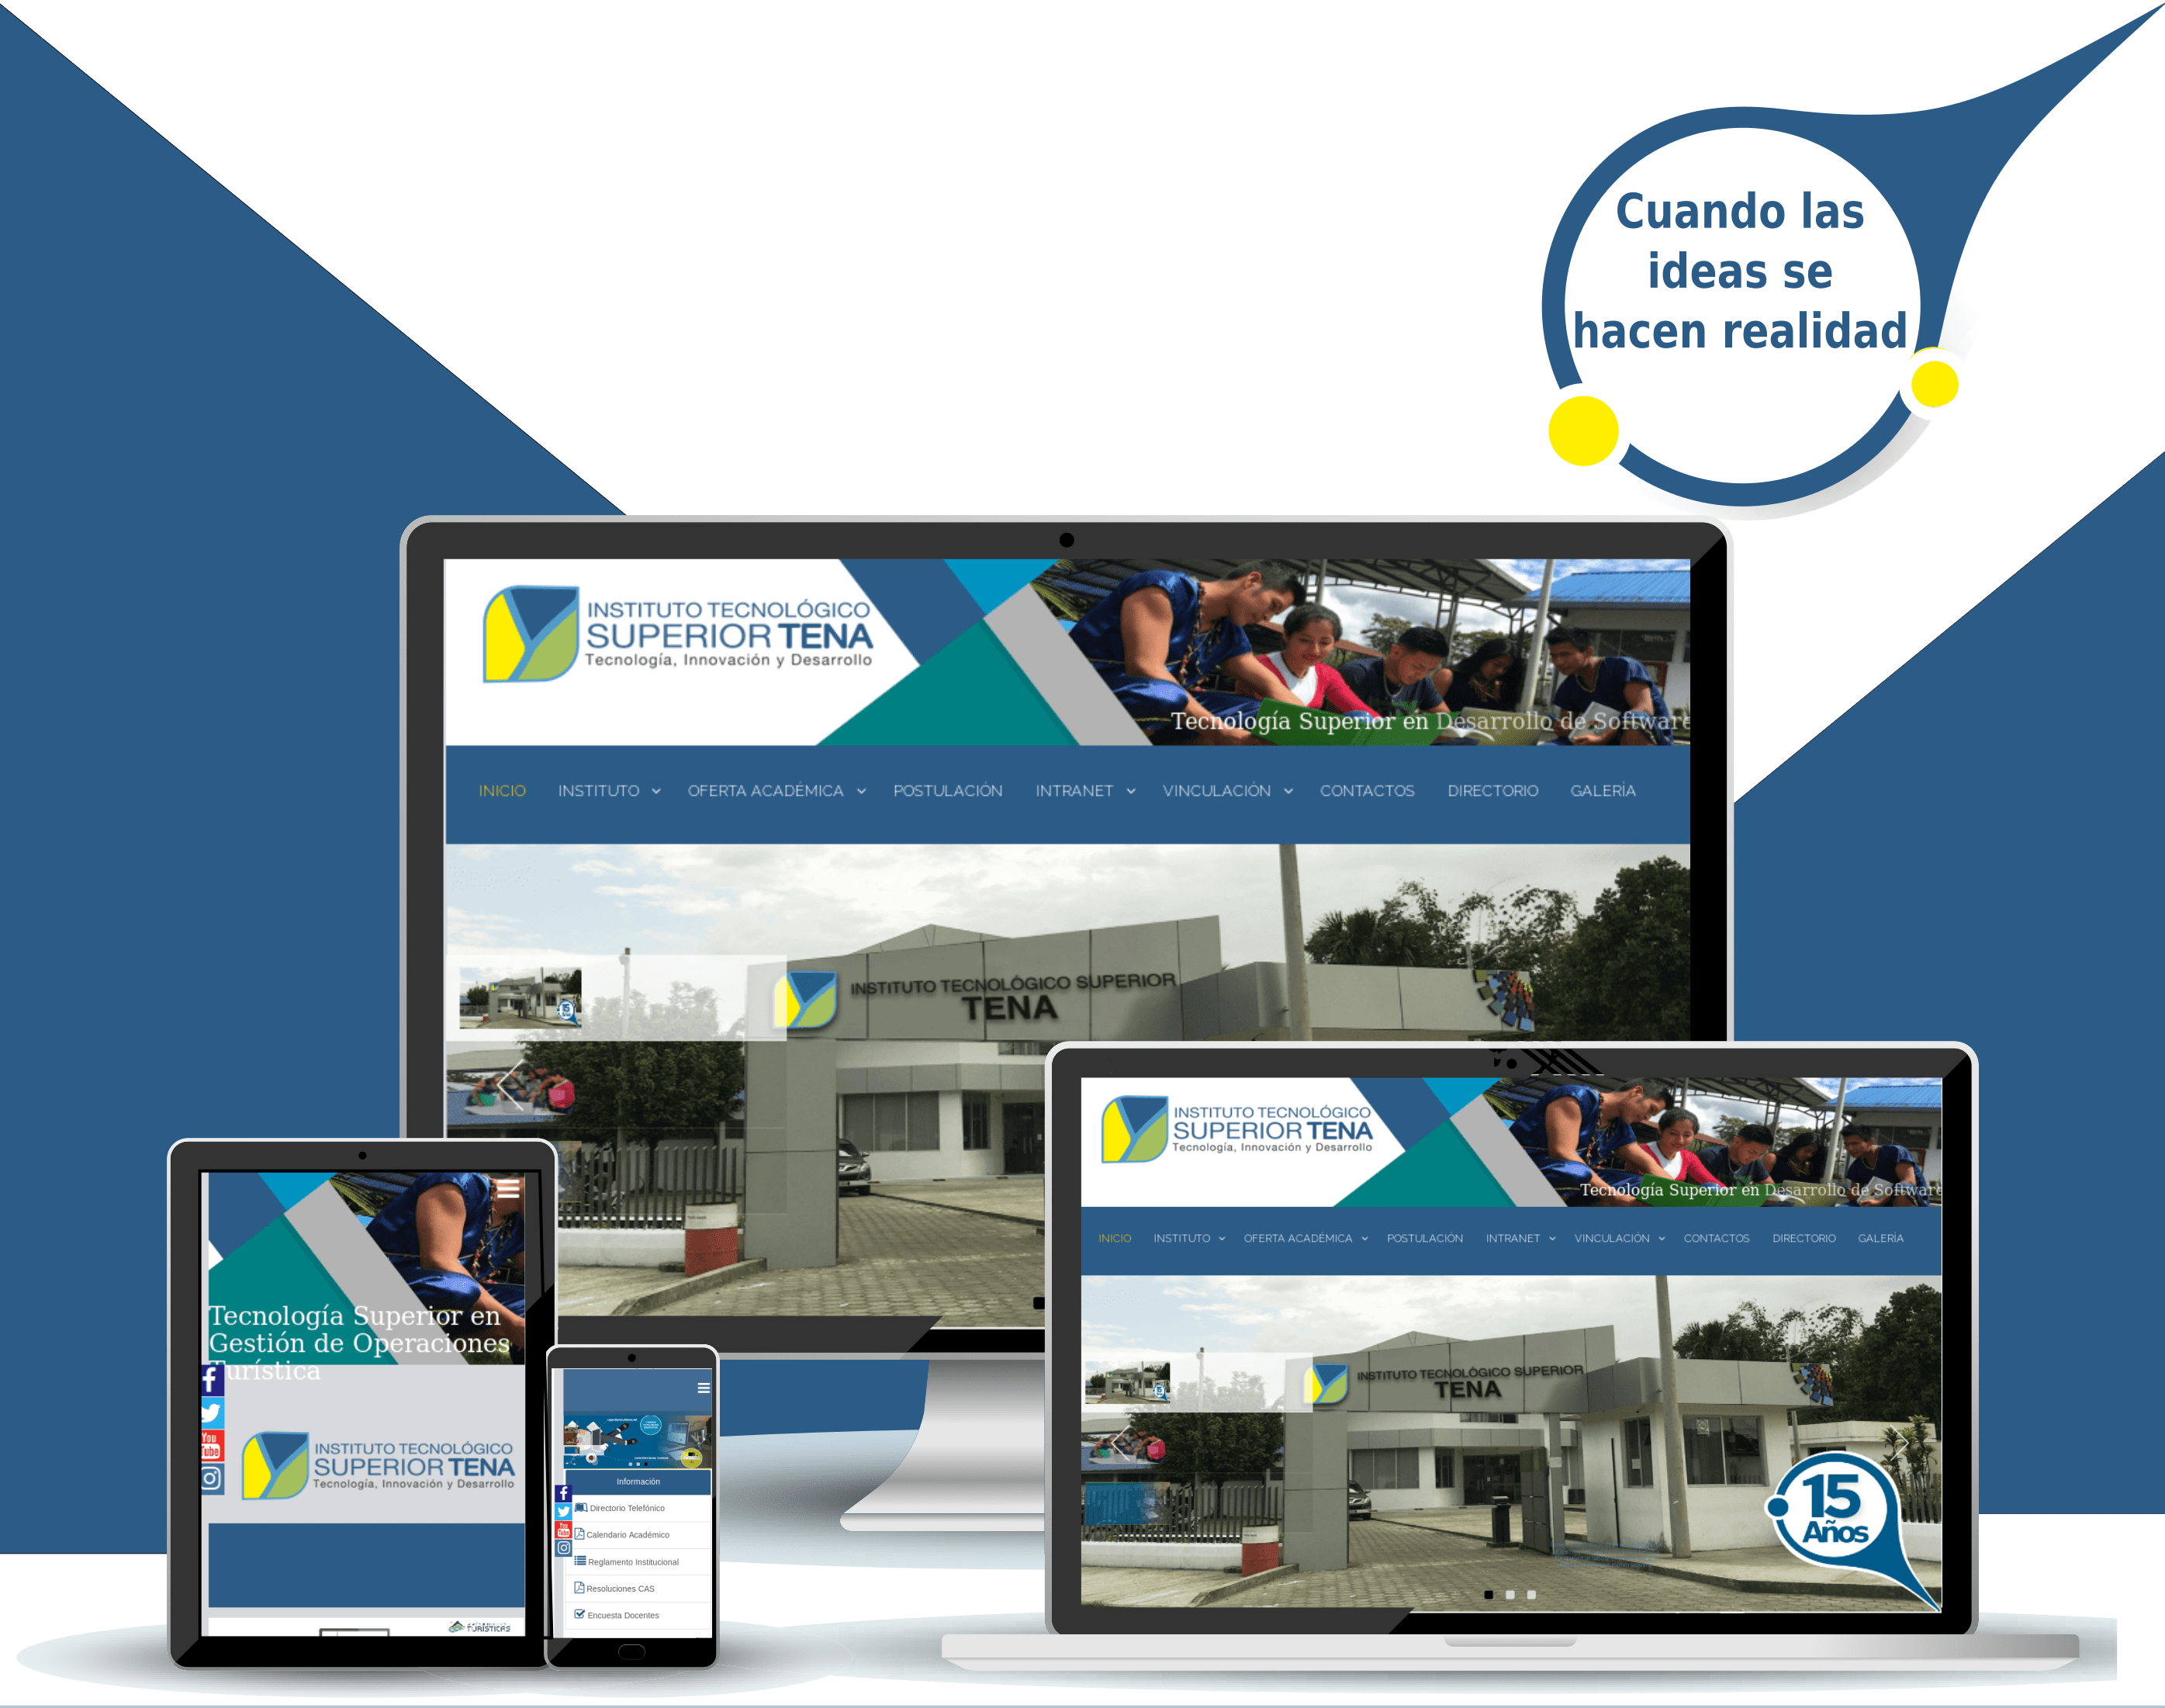 Cuando las
ideas se
hacen realidad
INSTITUTO TECNOLÓGICO
SUPERIOR TENA
Tecnología, Innovación y Desarrollo
Tecnología Superior en Desarrollo de Software
INICIO INSTITUTO OFERTA ACADÉMICA POSTULACIÓN INTRANET VINCULACIÓN CONTACTOS DIRECTORIO GALERÍA
INSTITUTO TECNOLÓGICO SUPERIOR
TENA
INSTITUTO TECNOLÓGICO
SUPERIOR TENA
Tecnología, Innovación y Desarrollo
Tecnología Superior en Desarrollo de Software
INICIO INSTITUTO OFERTA ACADÉMICA POSTULACIÓN INTRANET VINCULACIÓN CONTACTOS DIRECTORIO GALERÍA
INSTITUTO TECNOLÓGICO SUPERIOR
TENA
15
Años
Tecnología Superior en
Gestión de Operaciones
Turística
You
Tube
INSTITUTO TECNOLÓGICO
SUPERIOR TENA
Tecnología, Innovación y Desarrollo
TURÍSTICAS
Información
Directorio Telefónico
Calendario Académico
You
Tube
Reglamento Institucional
Resoluciones CAS
Encuesta Docentes